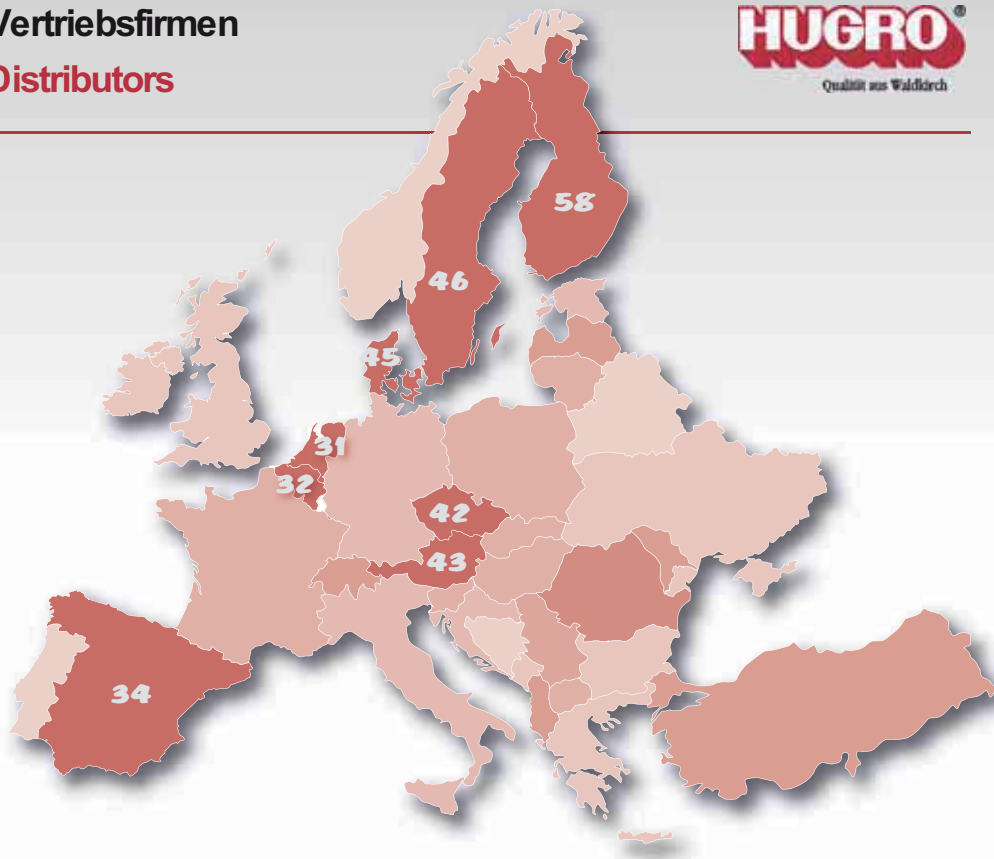 Vertriebsfirmen
Distributors
HUGRO®
Qualität aus Waldkirch
58
46
45
31
32
42
43
34